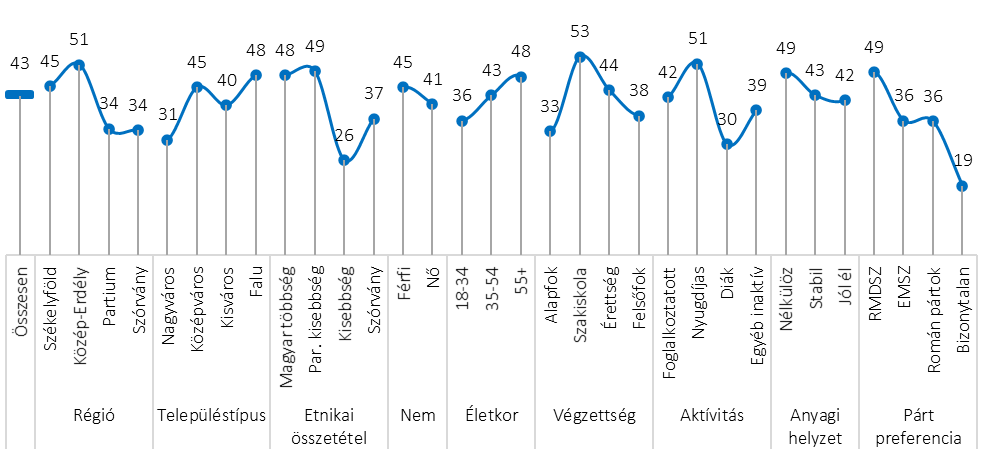 43
45
51
34
34
31
45
40
48
48
49
26
37
45
41
36
43
48
33
53
44
38
42
51
30
39
49
43
42
49
36
36
19
Összesen
Székelyföld
Közép-Erdély
Partium
Szórvány
Nagyváros
Középváros
Kisváros
Falu
Magyar többség
Par. kisebbség
Kisebbség
Szórvány
Férfi
Nő
18-34
35-54
55+
Alapfok
Szakiskola
Érettség
Felsőfok
Foglalkoztatott
Nyugdíjas
Diák
Egyéb inaktív
Nélkülöz
Stabil
Jól él
RMDSZ
EMSZ
Román pártok
Bizonytalan
Régió
Településtípus
Etnikai
összetétel
Nem
Életkor
Végzettség
Aktívitás
Anyagi
helyzet
Párt
preferencia